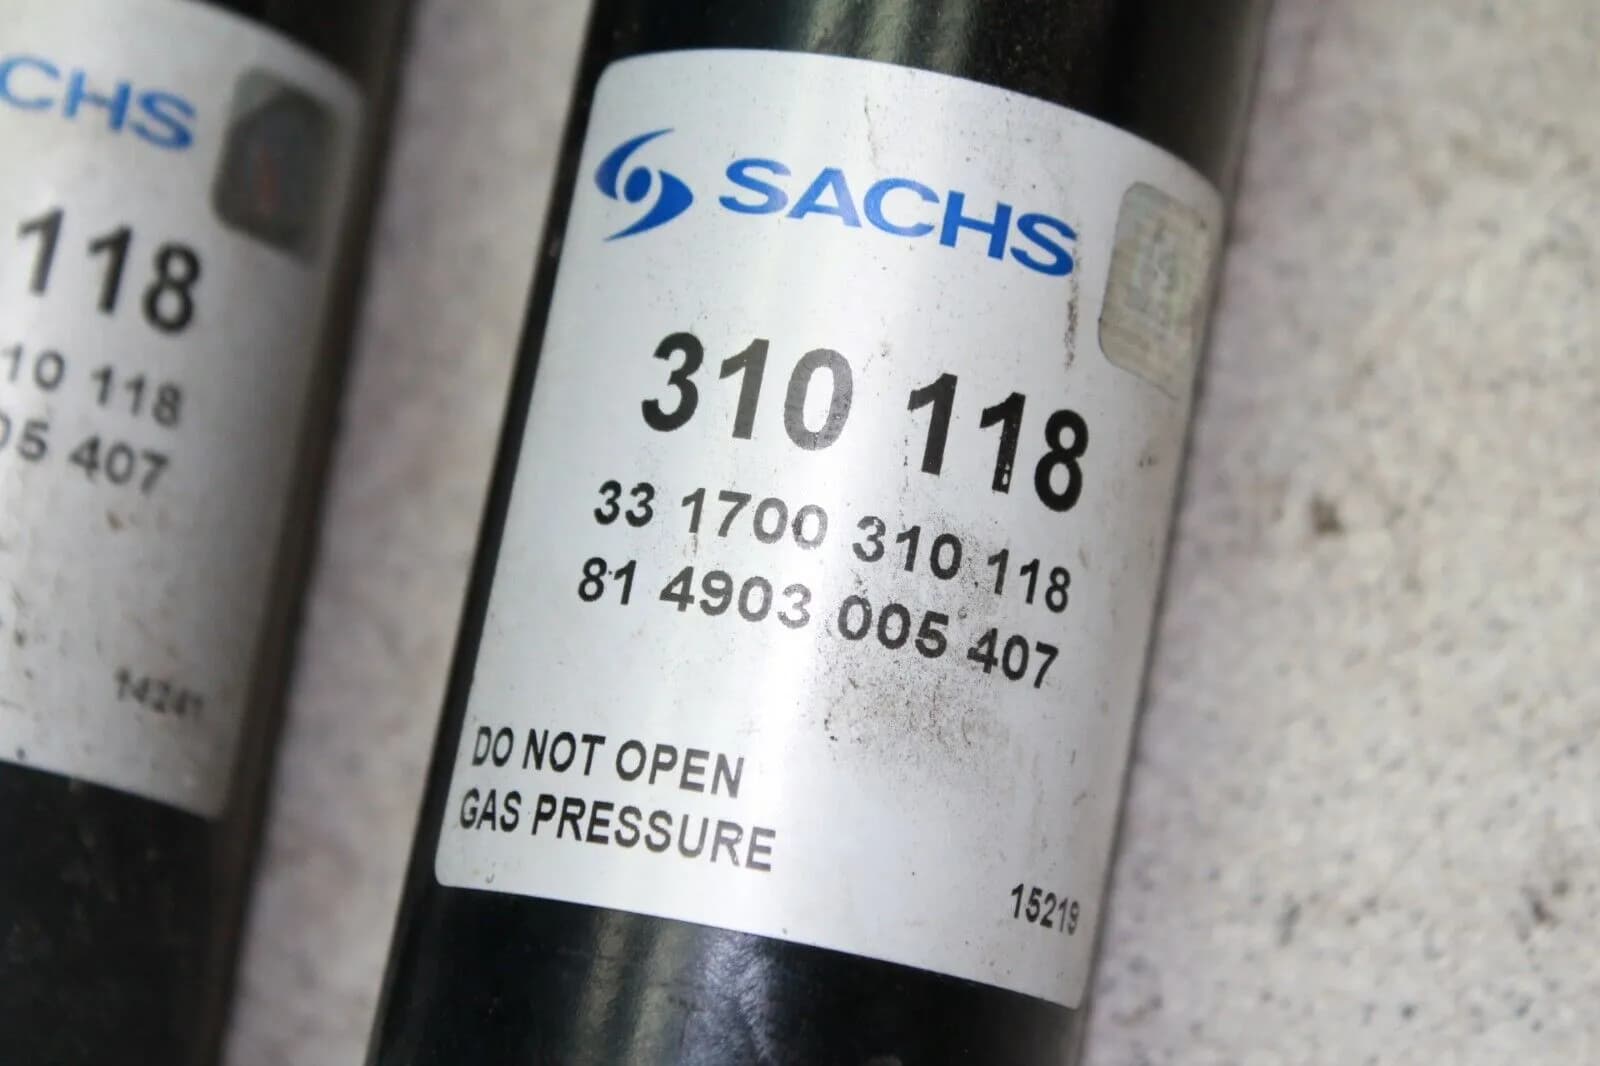 CHS
118
10 118
05 407
14241
SACHS
310 118
33 1700 310 118
81 4903 005 407
DO NOT OPEN
GAS PRESSURE
15219